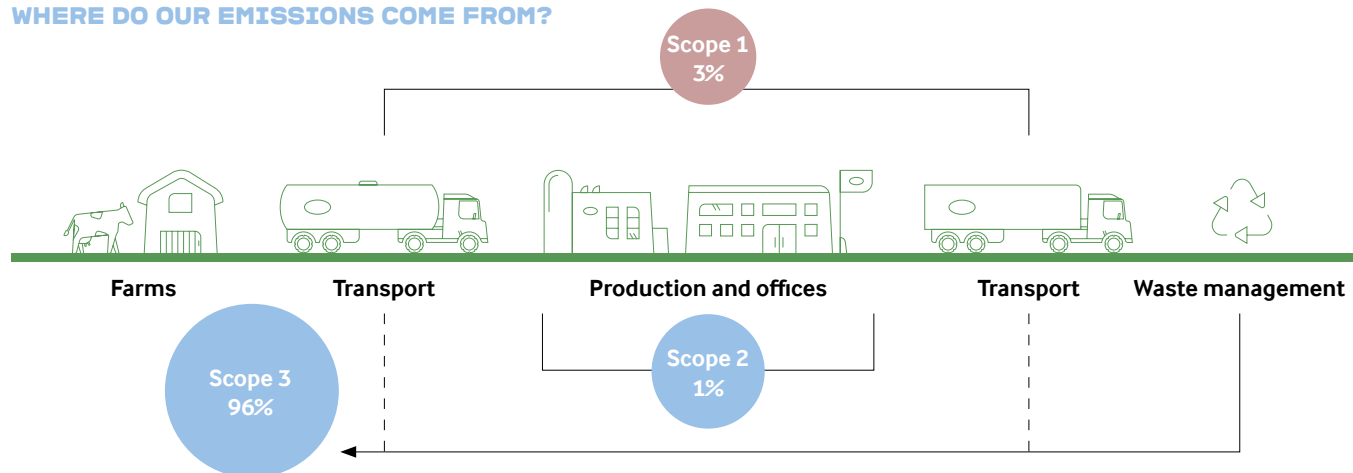 WHERE DO OUR EMISSIONS COME FROM?
Scope 1
3%
Farms
Transport
Production and offices
Transport
Waste management
Scope 3
96%
Scope 2
1%